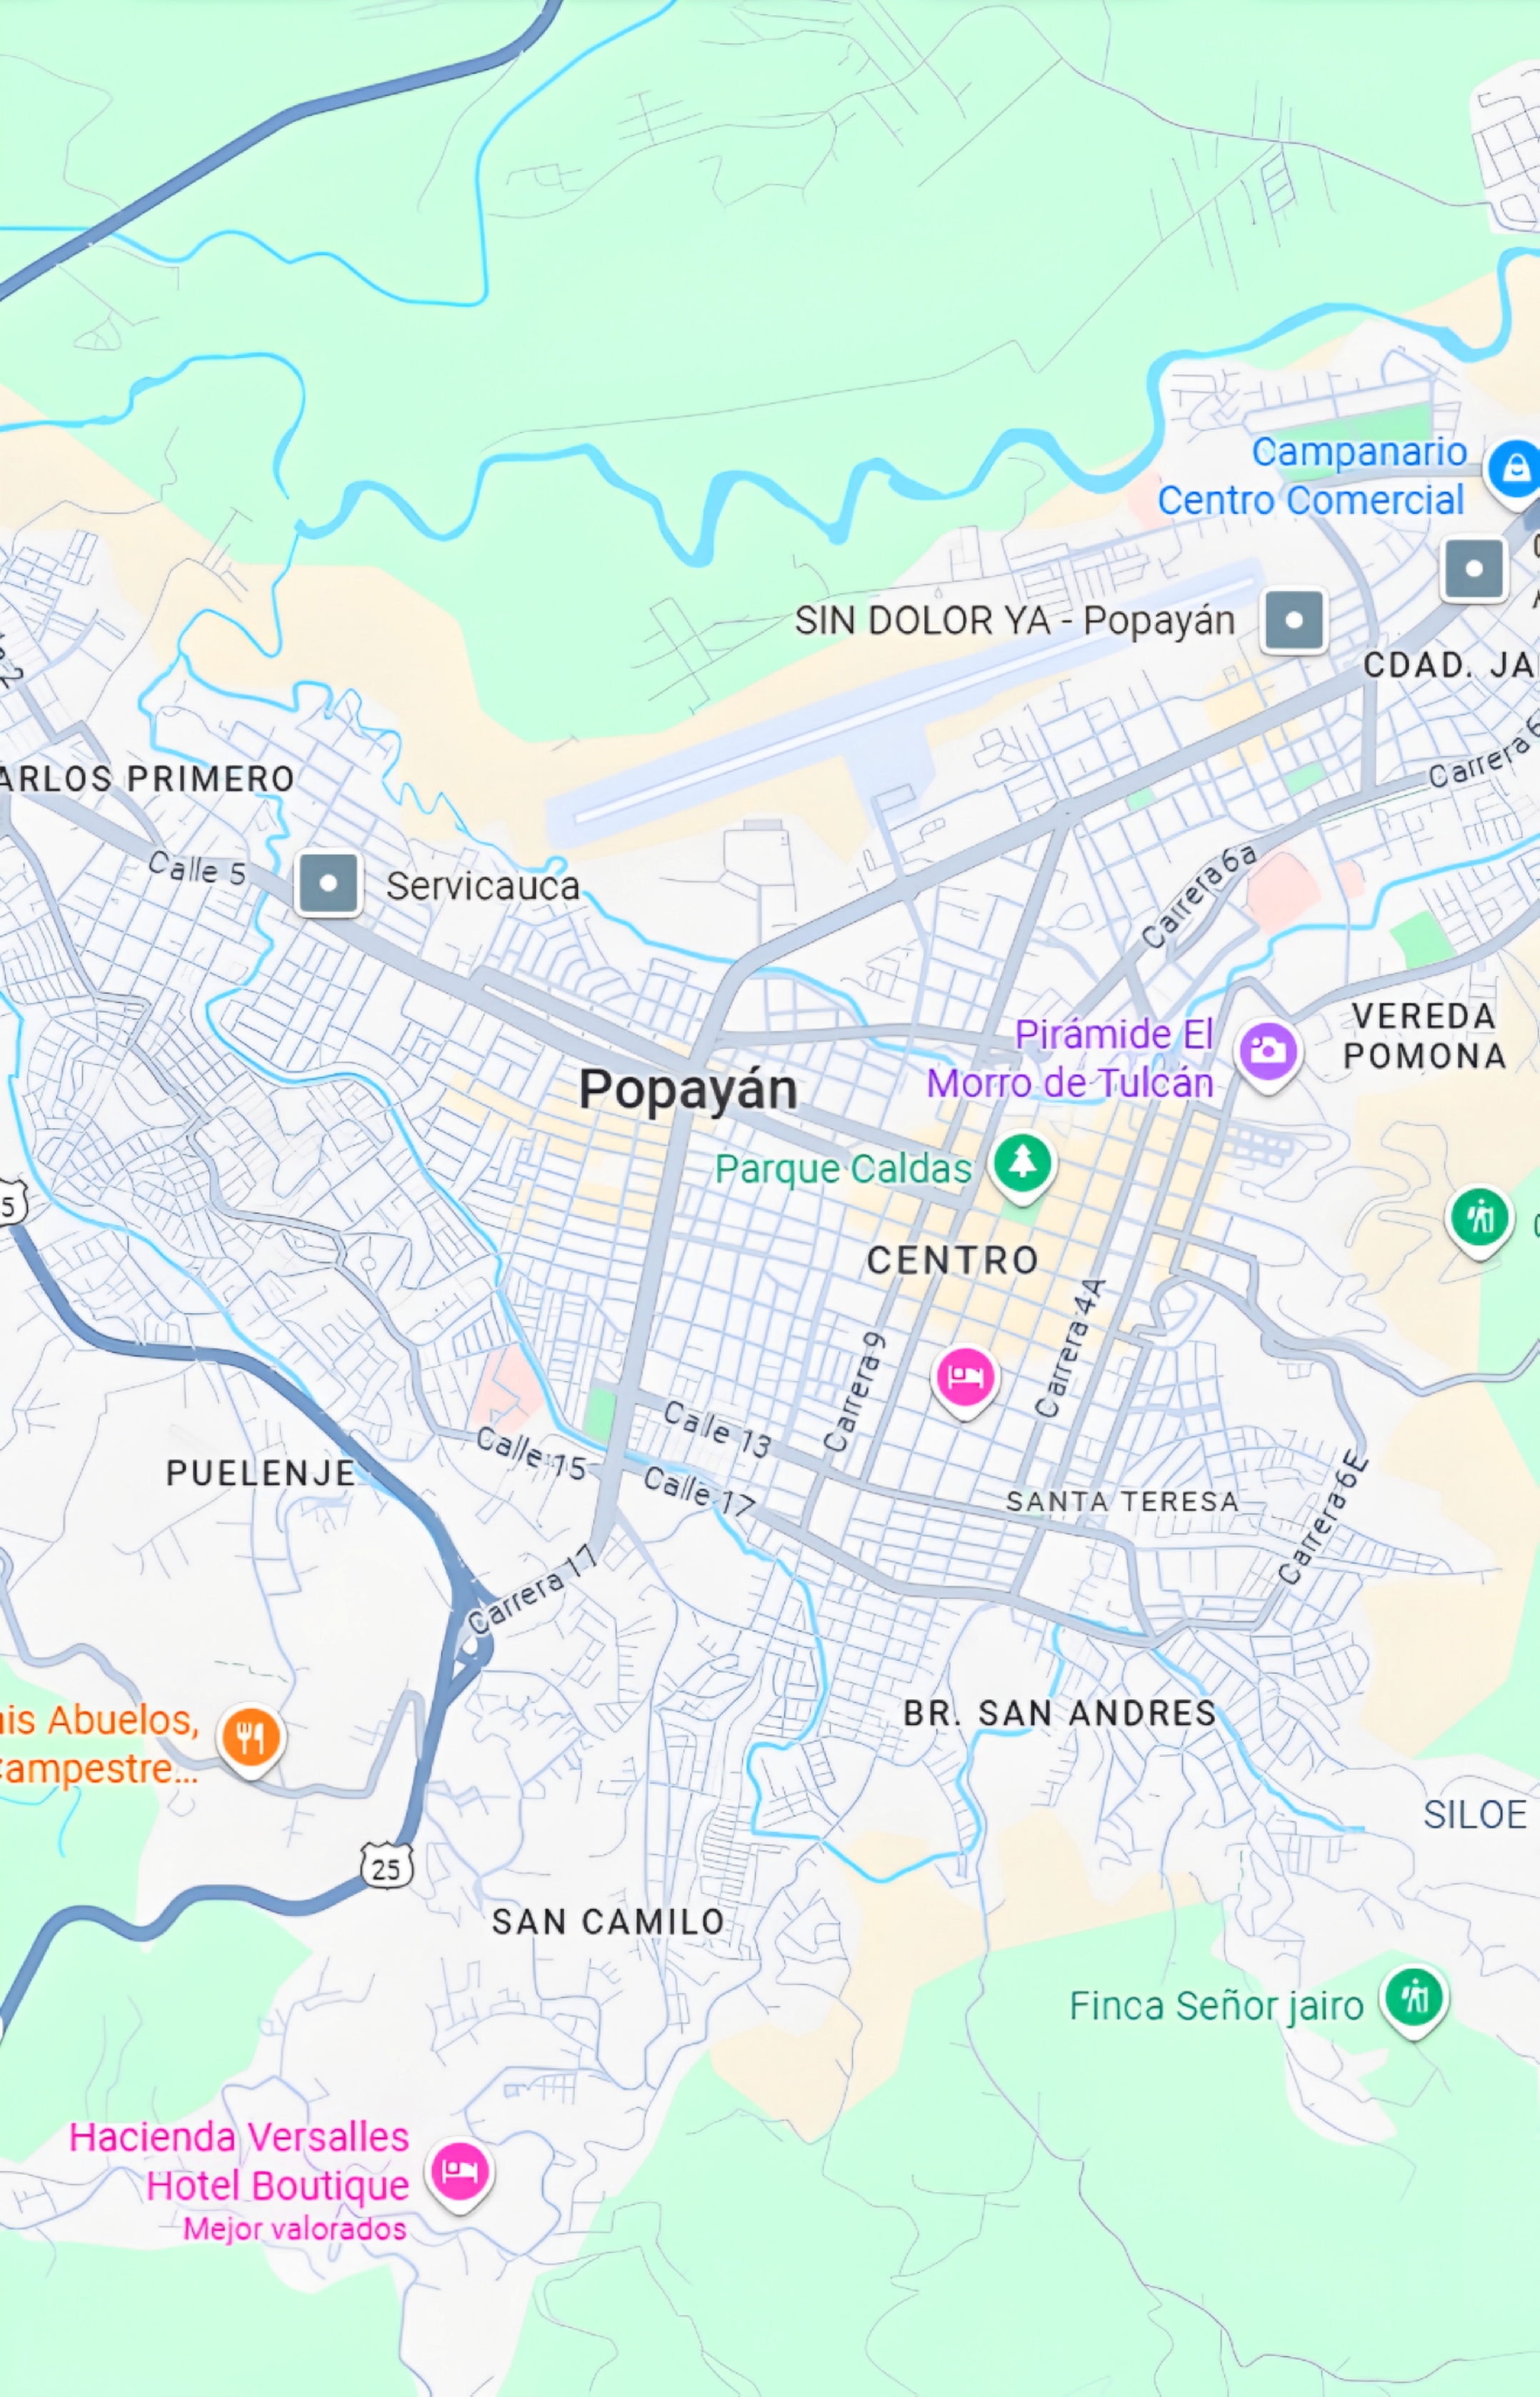 Campanario
Centro Comercial
SIN DOLOR YA - Popayán
CDAD. JA
Carrera 6
ARLOS PRIMERO
Calle 5
Servicauca
Carrera 6a
VEREDA
POMONA
Pirámide El
Morro de Tulcán
Popayán
Parque Caldas
5
CENTRO
Carrera 4A
Carrera 9
Calle 13
Calle 15
Calle 17
PUELENJE
SANTA TERESA
Carrera 6E
Carrera 17
BR. SAN ANDRES
is Abuelos,
ampestre...
SILOE
25
SAN CAMILO
Finca Señor jairo
Hacienda Versalles
Hotel Boutique
Mejor valorados